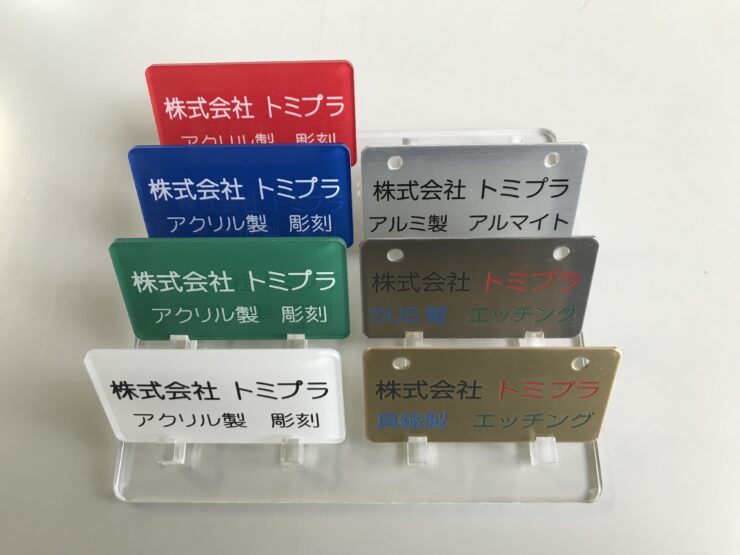 株式会社 トミプラ
アクリル製 彫刻
株式会社 トミプラ
アクリル製 彫刻
株式会社 トミプラ
アクリル製 彫刻
株式会社 トミプラ
アクリル製 彫刻
株式会社 トミプラ
アルミ製 アルマイト
株式会社 トミプラ
SUS製 エッチング
株式会社 トミプラ
真鍮製 エッチング